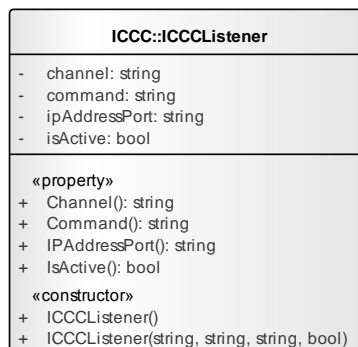 ICCC::ICCCListener
- channel: string
- command: string
- ipAddressPort: string
- isActive: bool
«property»
+ Channel(): string
+ Command(): string
+ IPAddressPort(): string
+ IsActive(): bool
«constructor»
+ ICCCListener()
+ ICCCListener(string, string, string, bool)